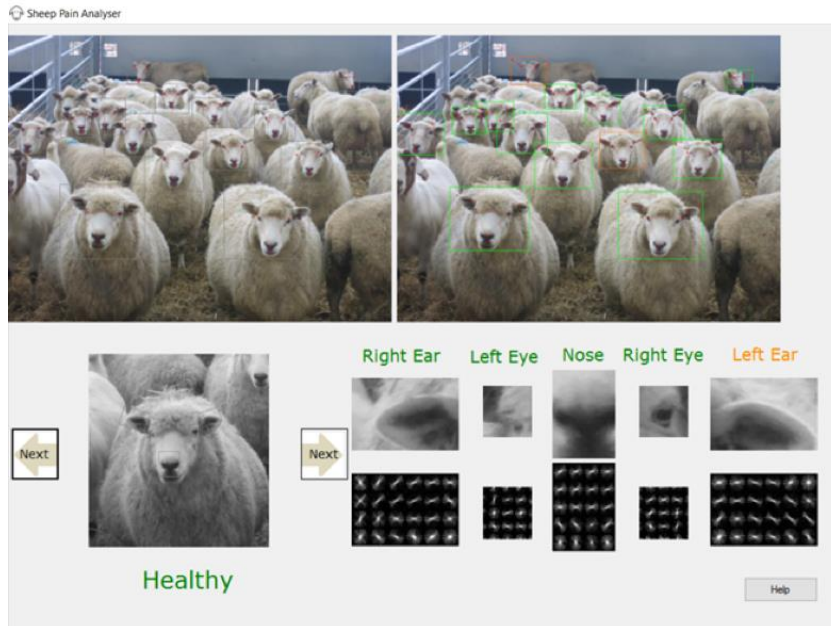 Sheep Pain Analyser
Right Ear Left Eye Nose Right Eye Left Ear
Next Next
Healthy
Help